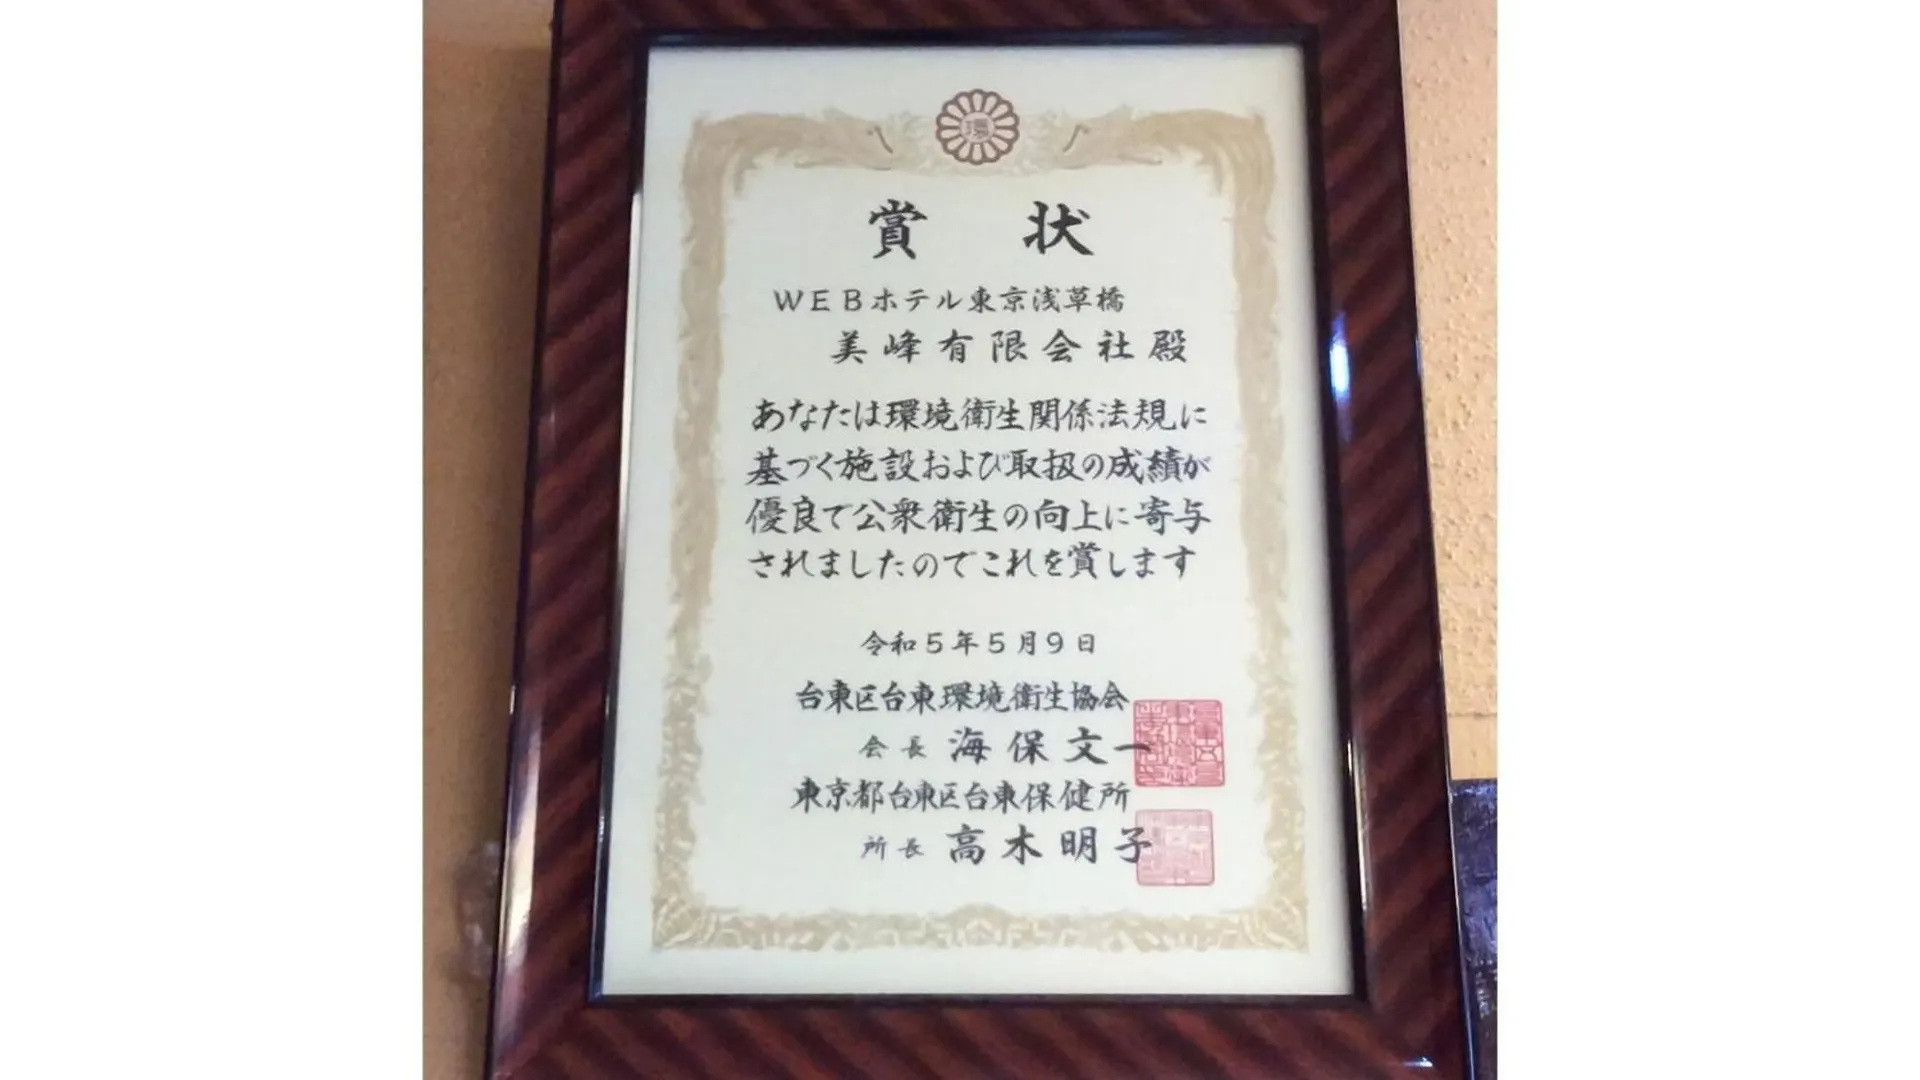 環
賞状
WEBホテル東京浅草橋
美峰有限会社殿
あなたは環境衛生関係法規に
基づく施設および取扱の成績が
優良で公衆衛生の向上に寄与
されましたのでこれを賞します
令和5年5月9日
台東区台東環境衛生協会
会長 海保文一
東京都台東区台東保健所
所長 高木明子